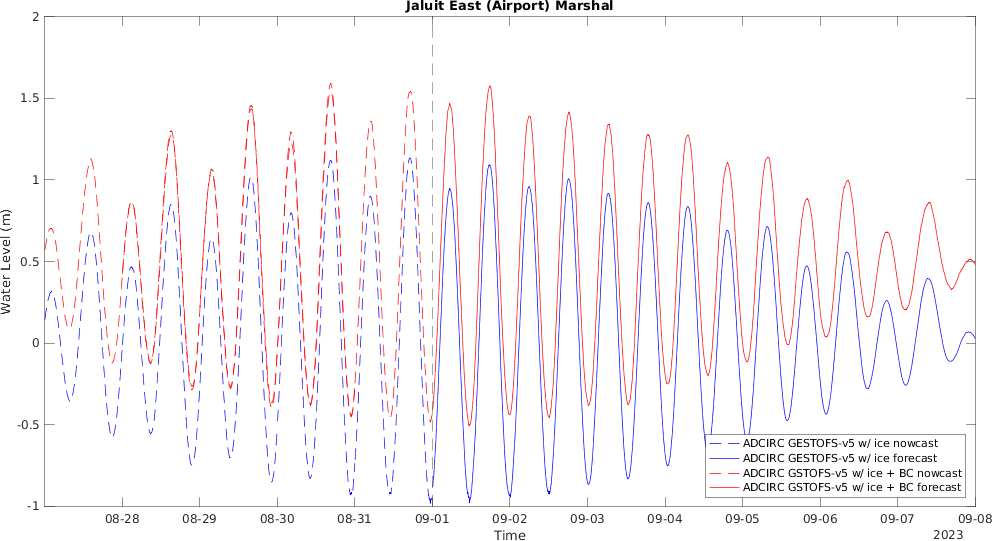 Jaluit East (Airport) Marshal
2
1.5
1
0.5
0
-0.5
-1
Water Level (m)
ADCIRC GESTOFS-v5 w/ ice nowcast
ADCIRC GESTOFS-v5 w/ ice forecast
ADCIRC GSTOFS-v5 w/ ice + BC nowcast
ADCIRC GSTOFS-v5 w/ ice + BC forecast
08-28 08-29 08-30 08-31 09-01 09-02 09-03 09-04 09-05 09-06 09-07 09-08
Time
2023